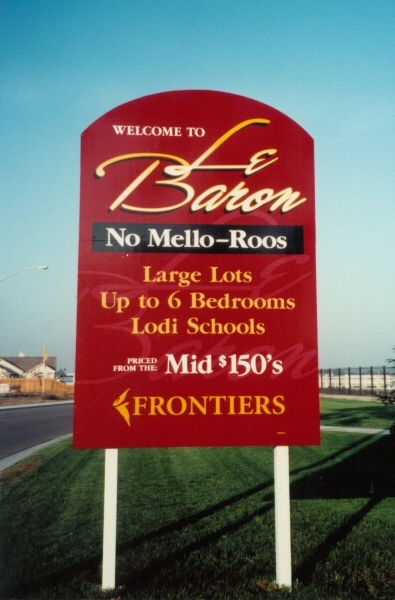 WELCOME TO
Le
Baron
No Mello-Roos
Large Lots
Up to 6 Bedrooms
Lodi Schools
PRICED
FROM THE: Mid $150's
FRONTIERS